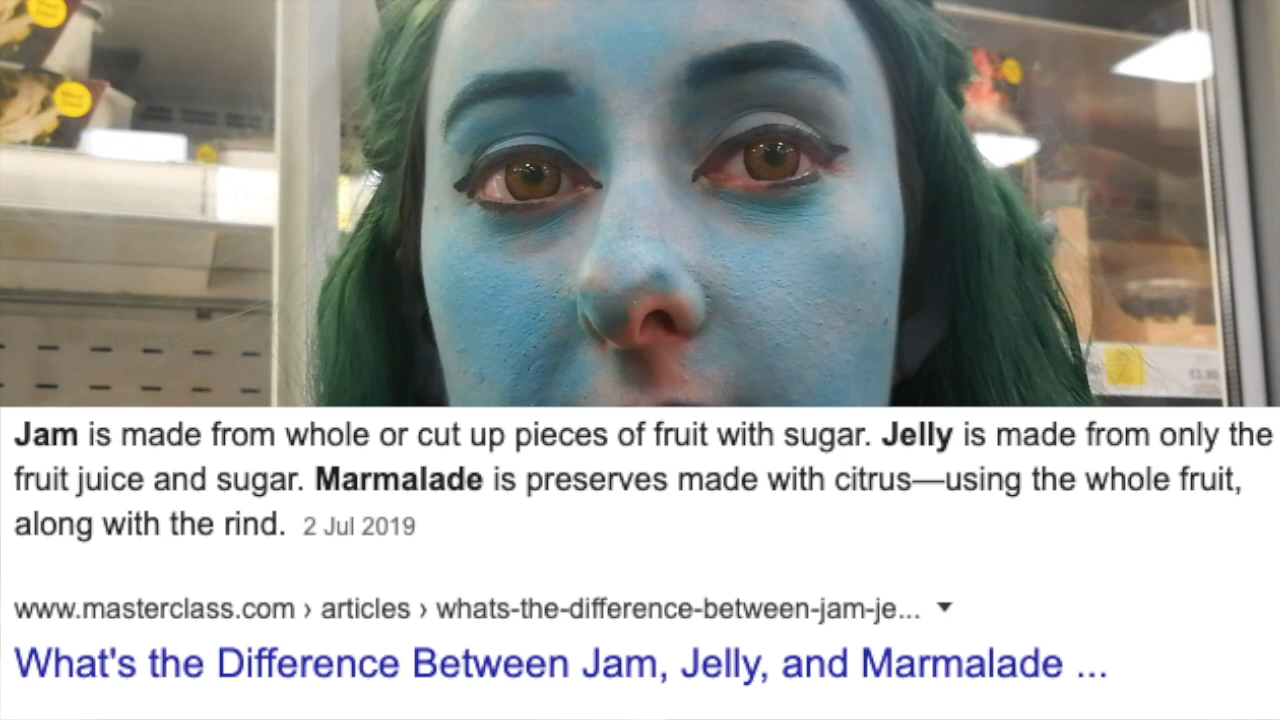 Jam is made from whole or cut up pieces of fruit with sugar. Jelly is made from only the
fruit juice and sugar. Marmalade is preserves made with citrus—using the whole fruit,
along with the rind. 2 Jul 2019
www.masterclass.com › articles › whats-the-difference-between-jam-je...
What's the Difference Between Jam, Jelly, and Marmalade ...